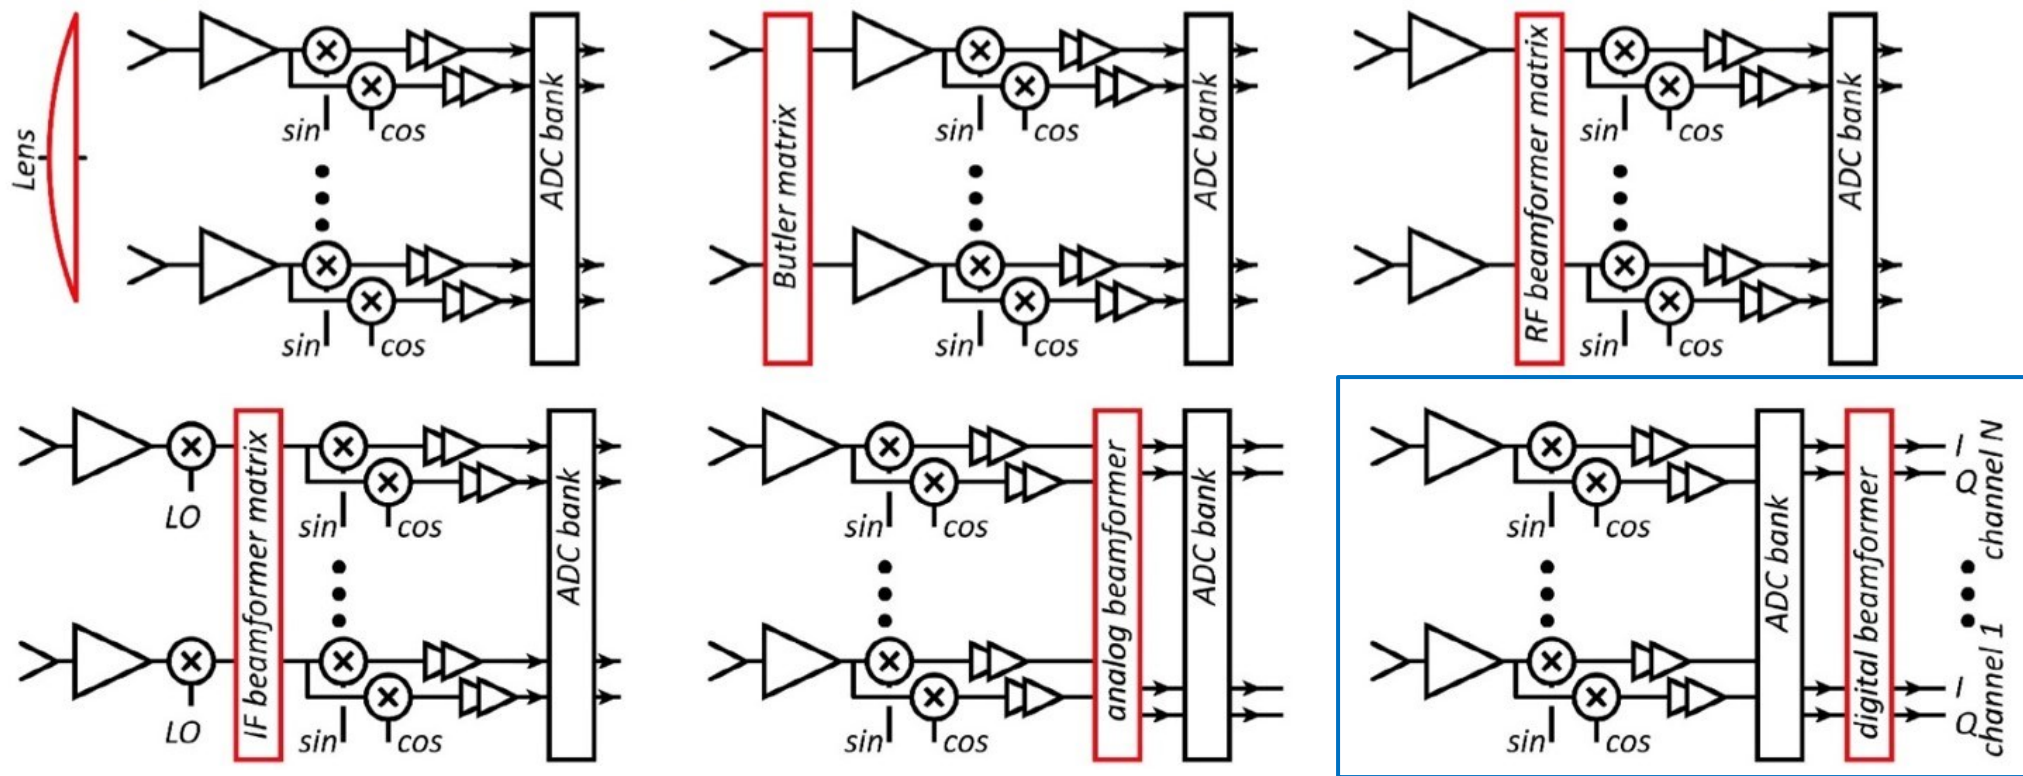 Lens
sin
cos
sin
cos
ADC bank
Butler matrix
sin
cos
sin
cos
ADC bank
RF beamformer matrix
sin
cos
sin
cos
ADC bank
LO
LO
IF beamformer matrix
sin
cos
sin
cos
ADC bank
sin
cos
sin
cos
analog beamformer
ADC bank
sin
cos
sin
cos
ADC bank
digital beamformer
I
Q
channel N
I
Q
channel 1